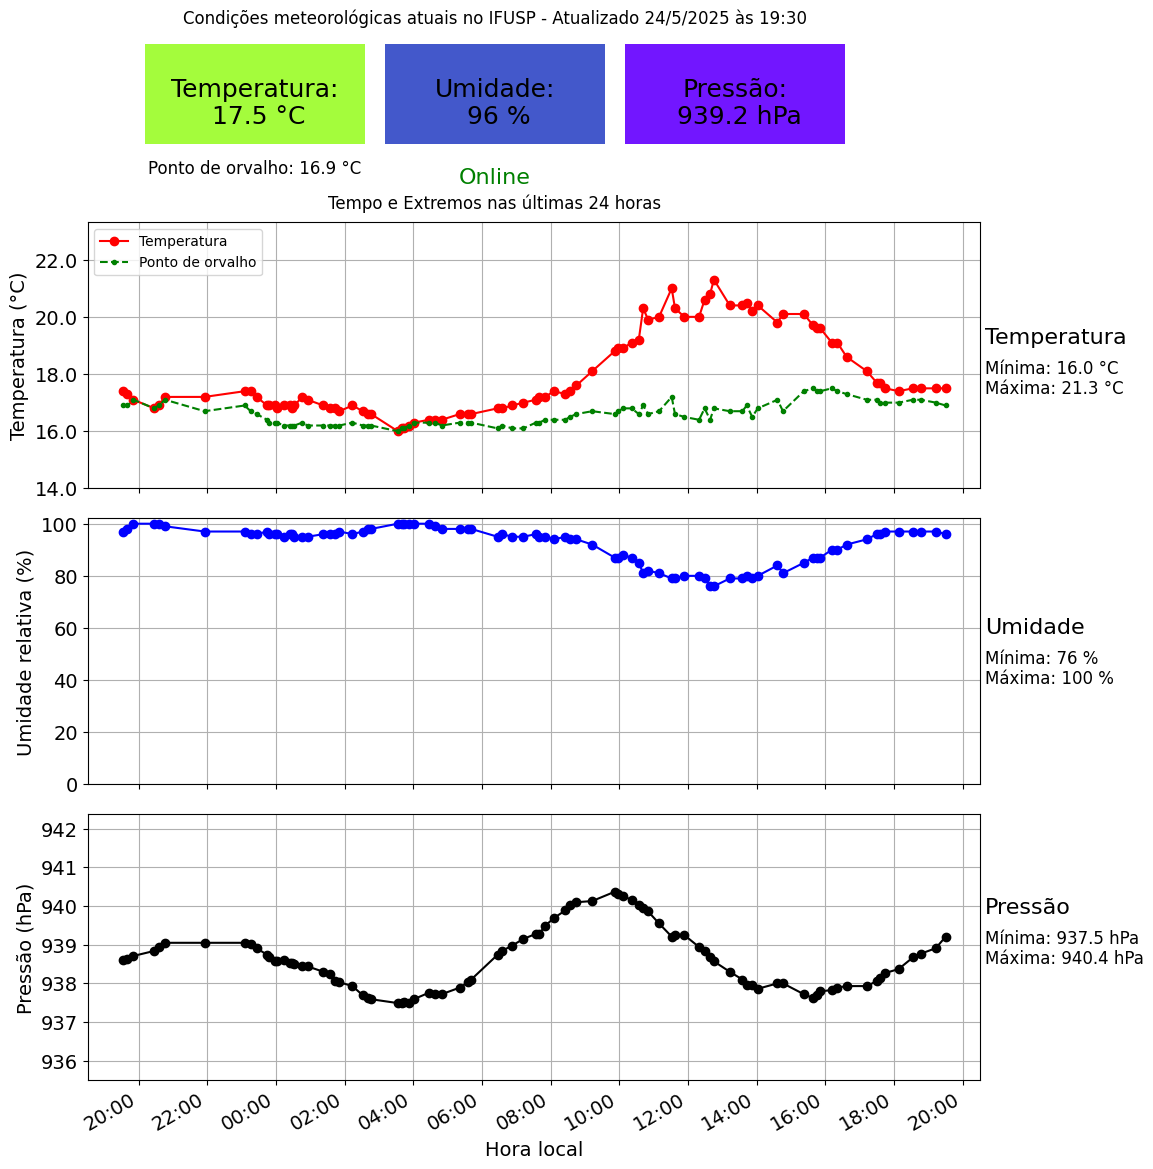 Condições meteorológicas atuais no IFUSP - Atualizado 24/5/2025 às 19:30
Temperatura:
17.5 °C
Umidade:
96 %
Pressão:
939.2 hPa
Ponto de orvalho: 16.9 °C
Online
Tempo e Extremos nas últimas 24 horas
Temperatura (°C)
22.0
20.0
18.0
16.0
14.0
Temperatura
Ponto de orvalho
Temperatura
Mínima: 16.0 °C
Máxima: 21.3 °C
Umidade relativa (%)
100
80
60
40
20
0
Umidade
Mínima: 76 %
Máxima: 100 %
Pressão (hPa)
942
941
940
939
938
937
936
Pressão
Mínima: 937.5 hPa
Máxima: 940.4 hPa
20:00
22:00
00:00
02:00
04:00
06:00
08:00
10:00
12:00
14:00
16:00
18:00
20:00
Hora local